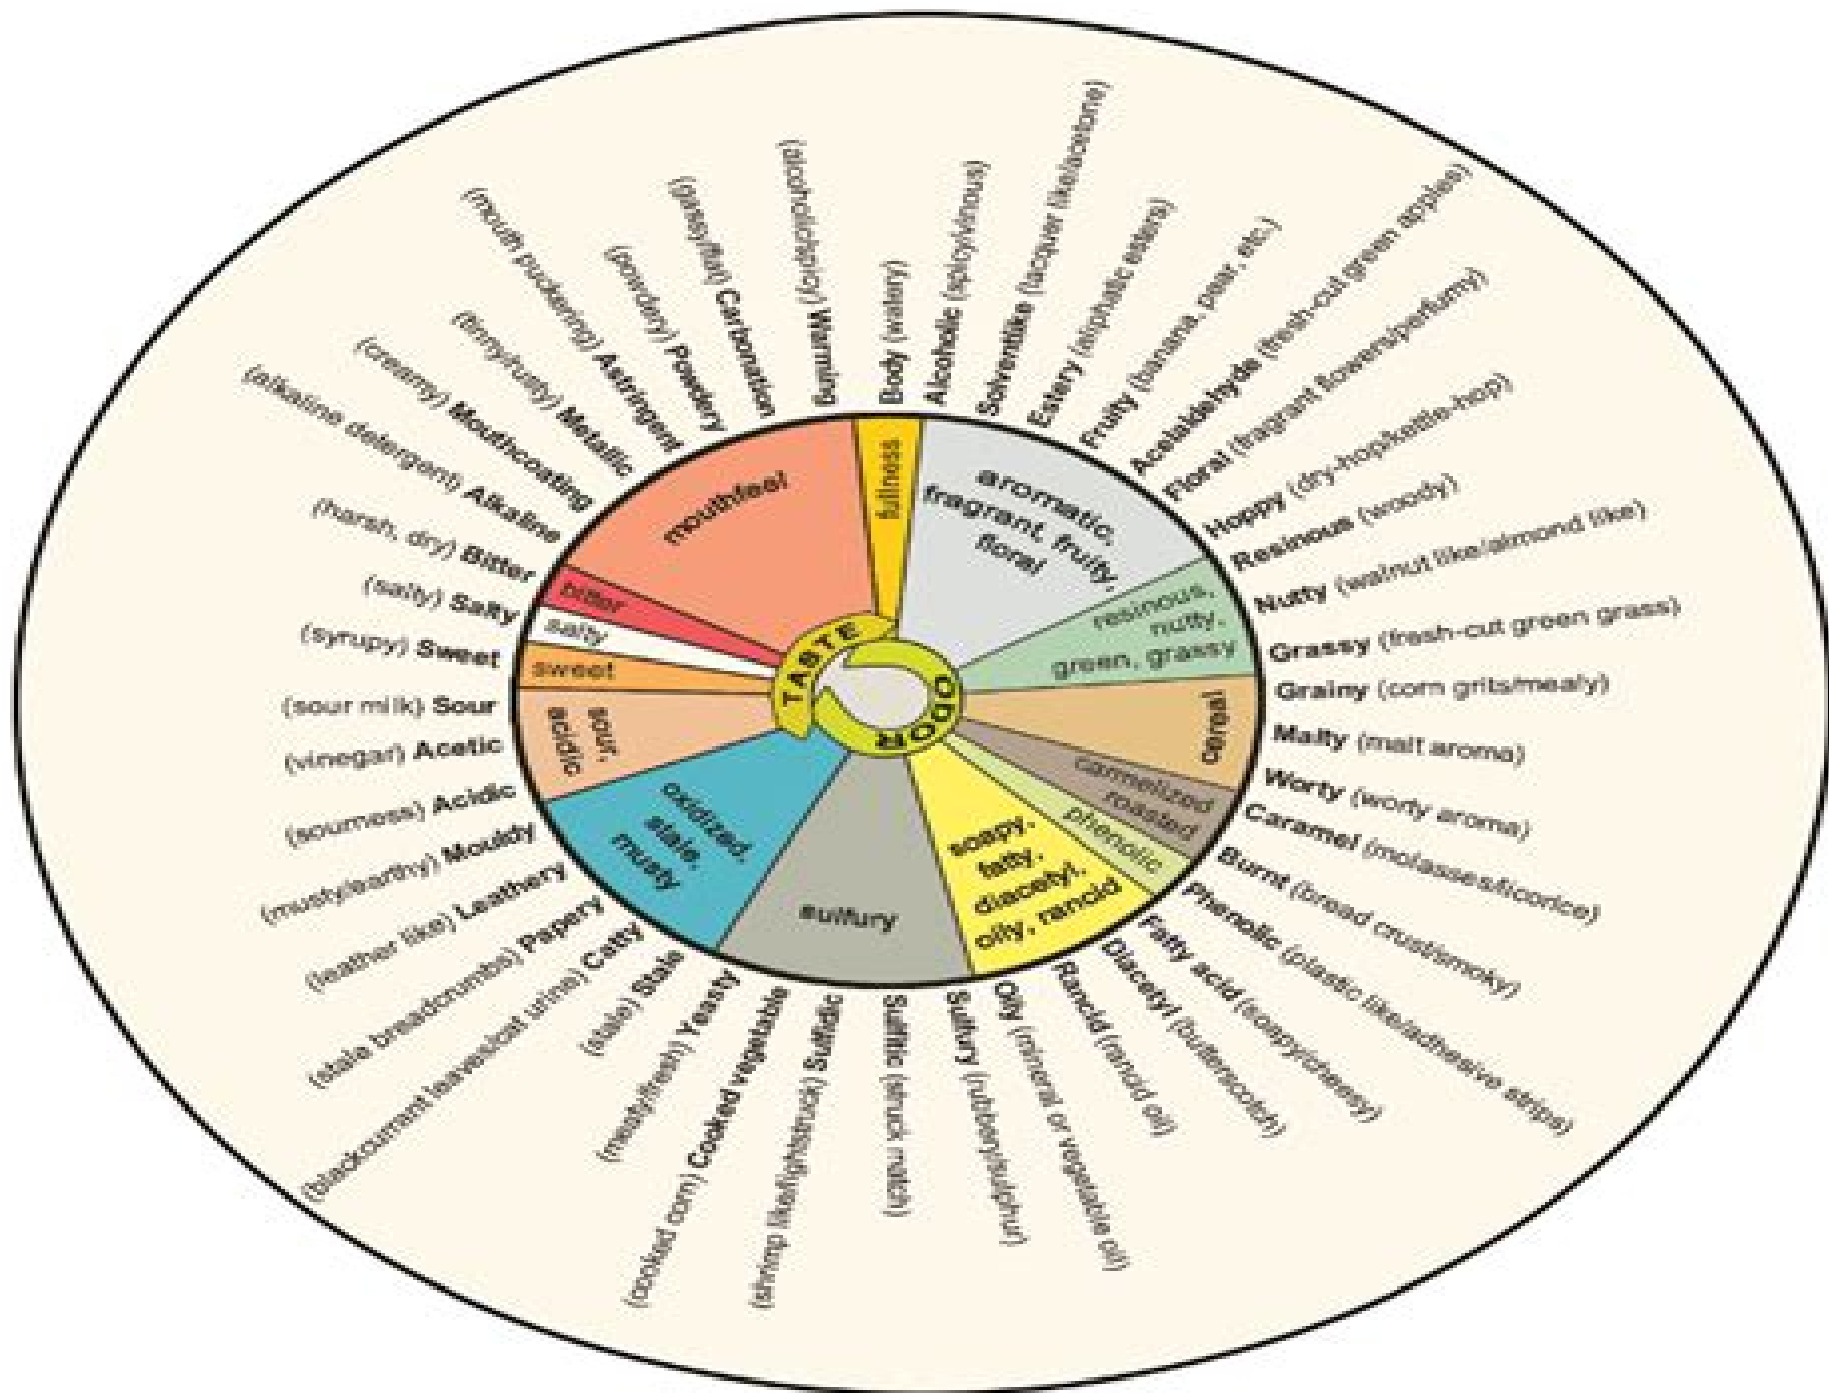 TASTE
ODOR
fullness
aromatic,
fragrant, fruity,
floral
resinous,
nutty,
green, grassy
cereal
carmelized
roasted
phenolic
soapy,
fatty,
diacetyl,
oily, rancid
sulfury
oxidized,
stale,
musty
sour,
acidic
sweet
salty
bitter
mouthfeel
Body (watery)
Alcoholic (spicy/vinous)
Solventlike (lacquer like/acetone)
Estery (aliphatic esters)
Fruity (banana, pear, etc.)
Acelaldehyde (fresh-cut green apples)
Floral (fragrant flowers/perfumy)
Hoppy (dry-hop/kettle-hop)
Resinous (woody)
Nutty (walnut like/almond like)
Grassy (fresh-cut green grass)
Grainy (corn grits/mealy)
Malty (malt aroma)
Worty (worty aroma)
Caramel (molasses/licorice)
Burnt (bread crust/smoky)
Phenolic (plastic like/adhesive strips)
Fatty acid (soapy/cheesy)
Diacetyl (butterscotch)
Rancid (rancid oil)
Oily (mineral or vegetable oil)
Sulfury (rubbery/sulphur)
Sulfitic (struck match)
(shrimp like/lightstruck) Sulfidic
(cooked corn) Cooked vegetable
(meaty/fresh) Yeasty
(stale) Stale
(blackcurrant leaves/cat urine) Catty
(stale breadcrumbs) Papery
(leather like) Leathery
(musty/earthy) Mouldy
(sourness) Acidic
(vinegar) Acetic
(sour milk) Sour
(syrupy) Sweet
(salty) Salty
(harsh, dry) Bitter
(alkaline detergent) Alkaline
(creamy) Mouthcoating
(tinny/rusty) Metallic
(mouth puckering) Astringent
(powdery) Powdery
(gassy/flat) Carbonation
Warming